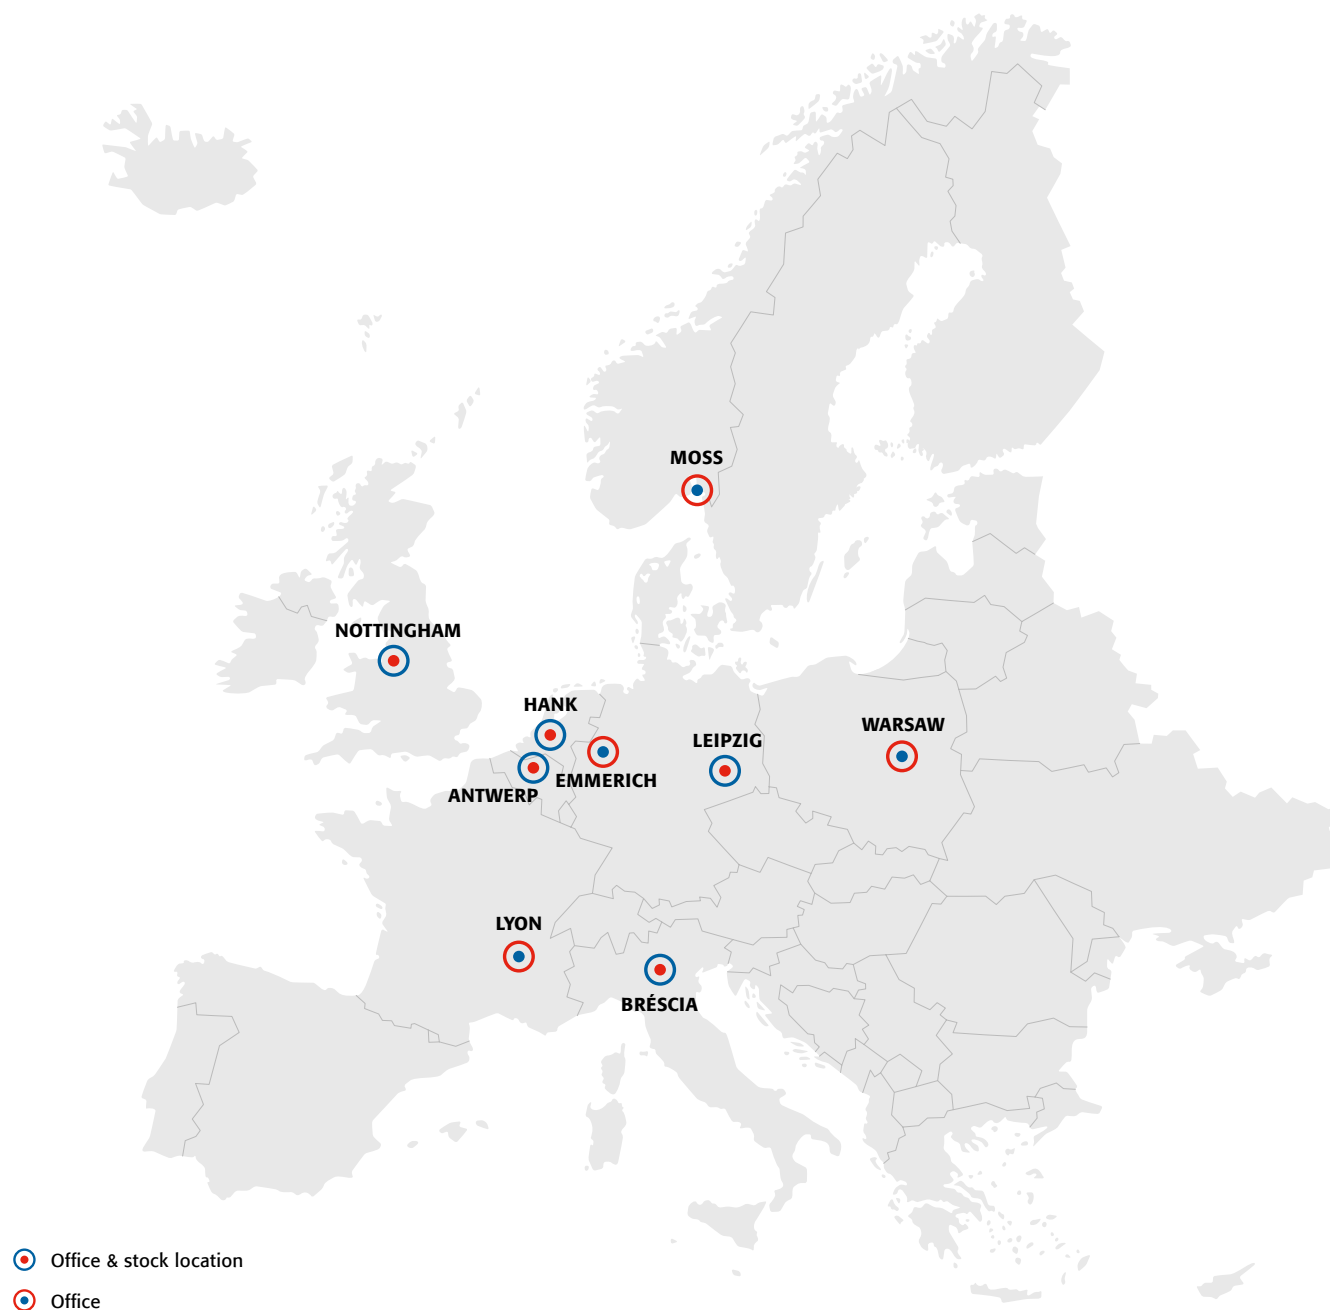 MOSS
NOTTINGHAM
HANK
WARSAW
LEIPZIG
EMMERICH
ANTWERP
LYON
BRÉSCIA
Office & stock location
Office